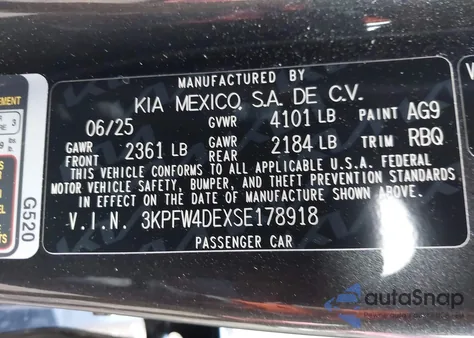 MANUFACTURED BY
KIA MEXICO, S.A. DE C.V.
06/25 GVWR 4101 LB PAINT AG9
GAWR FRONT 2361 LB GAWR REAR 2184 LB TRIM RBQ
THIS VEHICLE CONFORMS TO ALL APPLICABLE U.S.A. FEDERAL
MOTOR VEHICLE SAFETY, BUMPER, AND THEFT PREVENTION STANDARDS
IN EFFECT ON THE DATE OF MANUFACTURE SHOWN ABOVE.
V.I.N. 3KPFW4DEXSE178918
PASSENGER CAR
G520
autoSnap